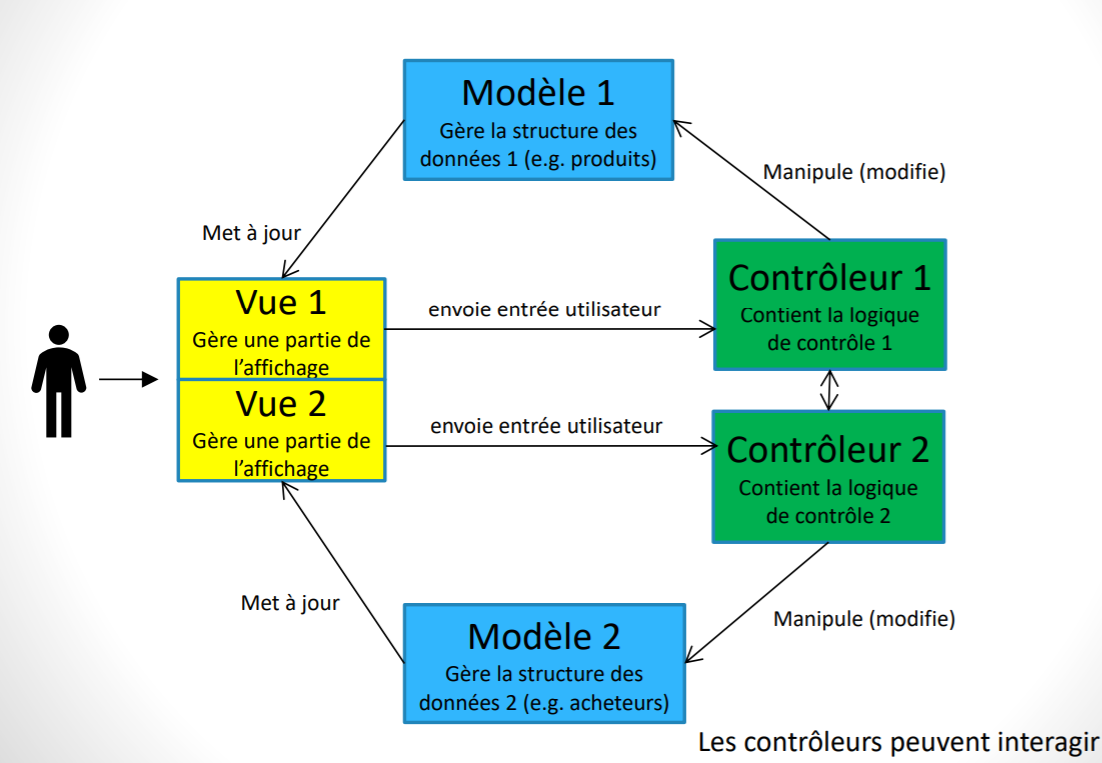 Modèle 1
Gère la structure des
données 1 (e.g. produits)
Manipule (modifie)
Met à jour
Contrôleur 1
Contient la logique
de contrôle 1
Vue 1
Gère une partie de
l'affichage
envoie entrée utilisateur
Vue 2
Gère une partie de
l'affichage
envoie entrée utilisateur
Contrôleur 2
Contient la logique
de contrôle 2
Met à jour
Manipule (modifie)
Modèle 2
Gère la structure des
données 2 (e.g. acheteurs)
Les contrôleurs peuvent interagir